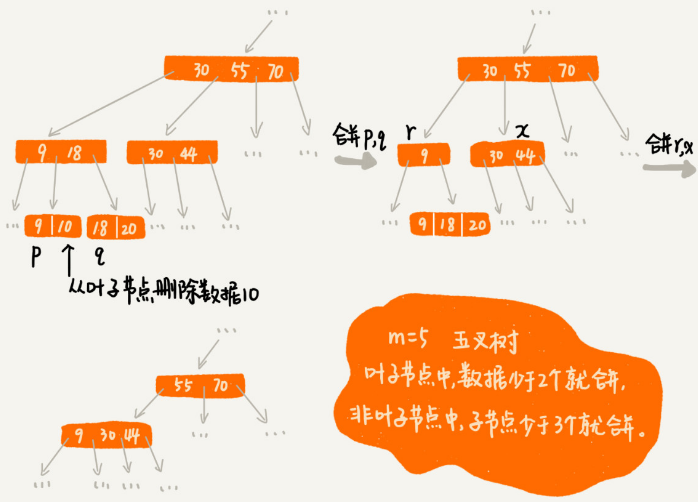 ...
...
30 55 70
30 55 70
合并p,q
r
x
合并r,x
9 18
30 44
...
...
9
30 44
...
...
...
9 10
18 20
...
...
...
...
9 18 20
...
...
...
p
q
从叶子节点删除数据10
...
55 70
9 30 44
...
...
...
...
...
...
m=5 五叉树
叶子节点中,数据少于2个就合并,
非叶子节点中,子节点少于3个就合并。